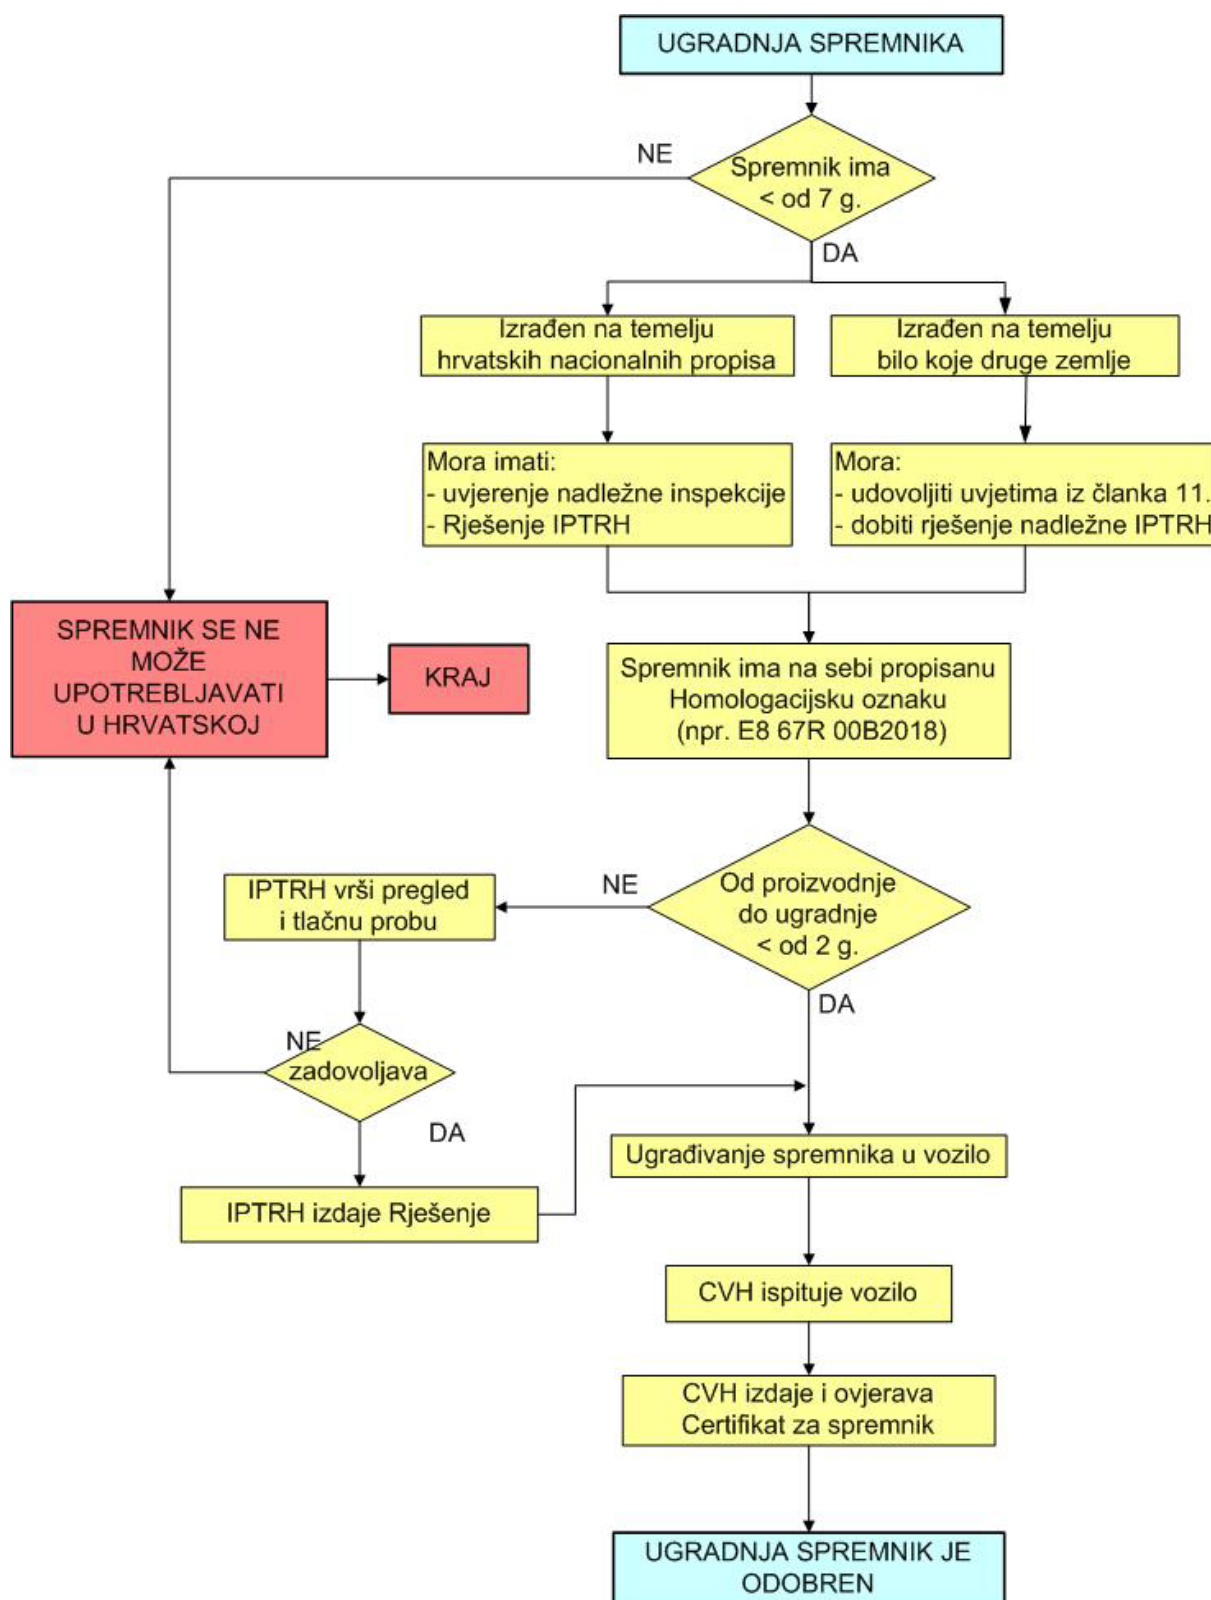 UGRADNJA SPREMNIKA
NE
Spremnik ima
< od 7 g.
DA
Izrađen na temelju
hrvatskih nacionalnih propisa
Izrađen na temelju
bilo koje druge zemlje
Mora imati:
- uvjerenje nadležne inspekcije
- Rješenje IPTRH
Mora:
- udovoljiti uvjetima iz članka 11.
- dobiti rješenje nadležne IPTRH
SPREMNIK SE NE
MOŽE
UPOTREBLJAVATI
U HRVATSKOJ
KRAJ
Spremnik ima na sebi propisanu
Homologacijsku oznaku
(npr. E8 67R 00B2018)
Od proizvodnje
do ugradnje
< od 2 g.
NE
DA
IPTRH vrši pregled
i tlačnu probu
NE
zadovoljava
DA
IPTRH izdaje Rješenje
Ugrađivanje spremnika u vozilo
CVH ispituje vozilo
CVH izdaje i ovjerava
Certifikat za spremnik
UGRADNJA SPREMNIK JE
ODOBREN